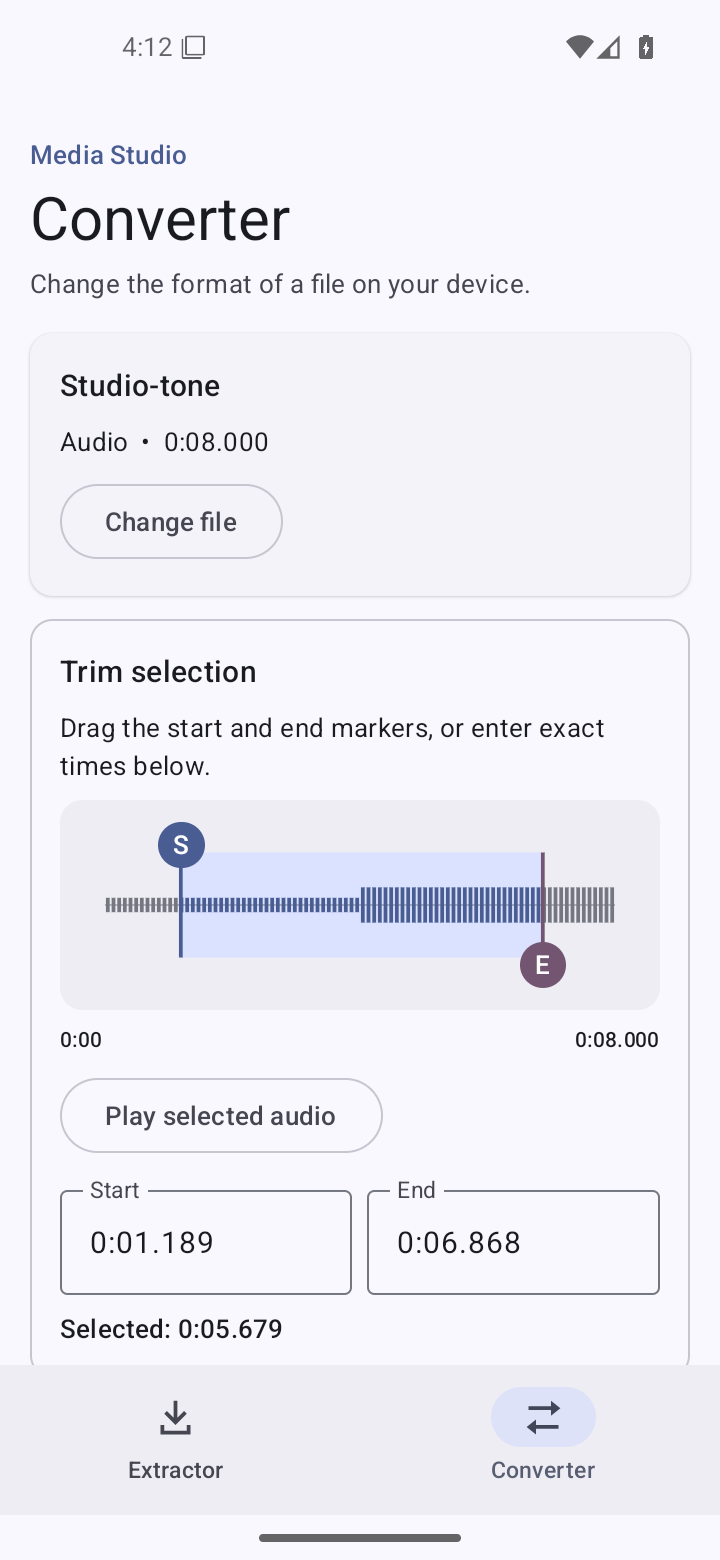 4:12
Media Studio
Converter
Change the format of a file on your device.
Studio-tone
Audio • 0:08.000
Change file
Trim selection
Drag the start and end markers, or enter exact
times below.
S
E
0:00 0:08.000
Play selected audio
Start End
0:01.189 0:06.868
Selected: 0:05.679
Extractor Converter